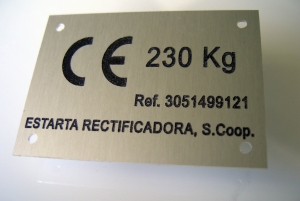 CE 230 Kg
Ref. 3051499121
ESTARTA RECTIFICADORA, S.Coop.